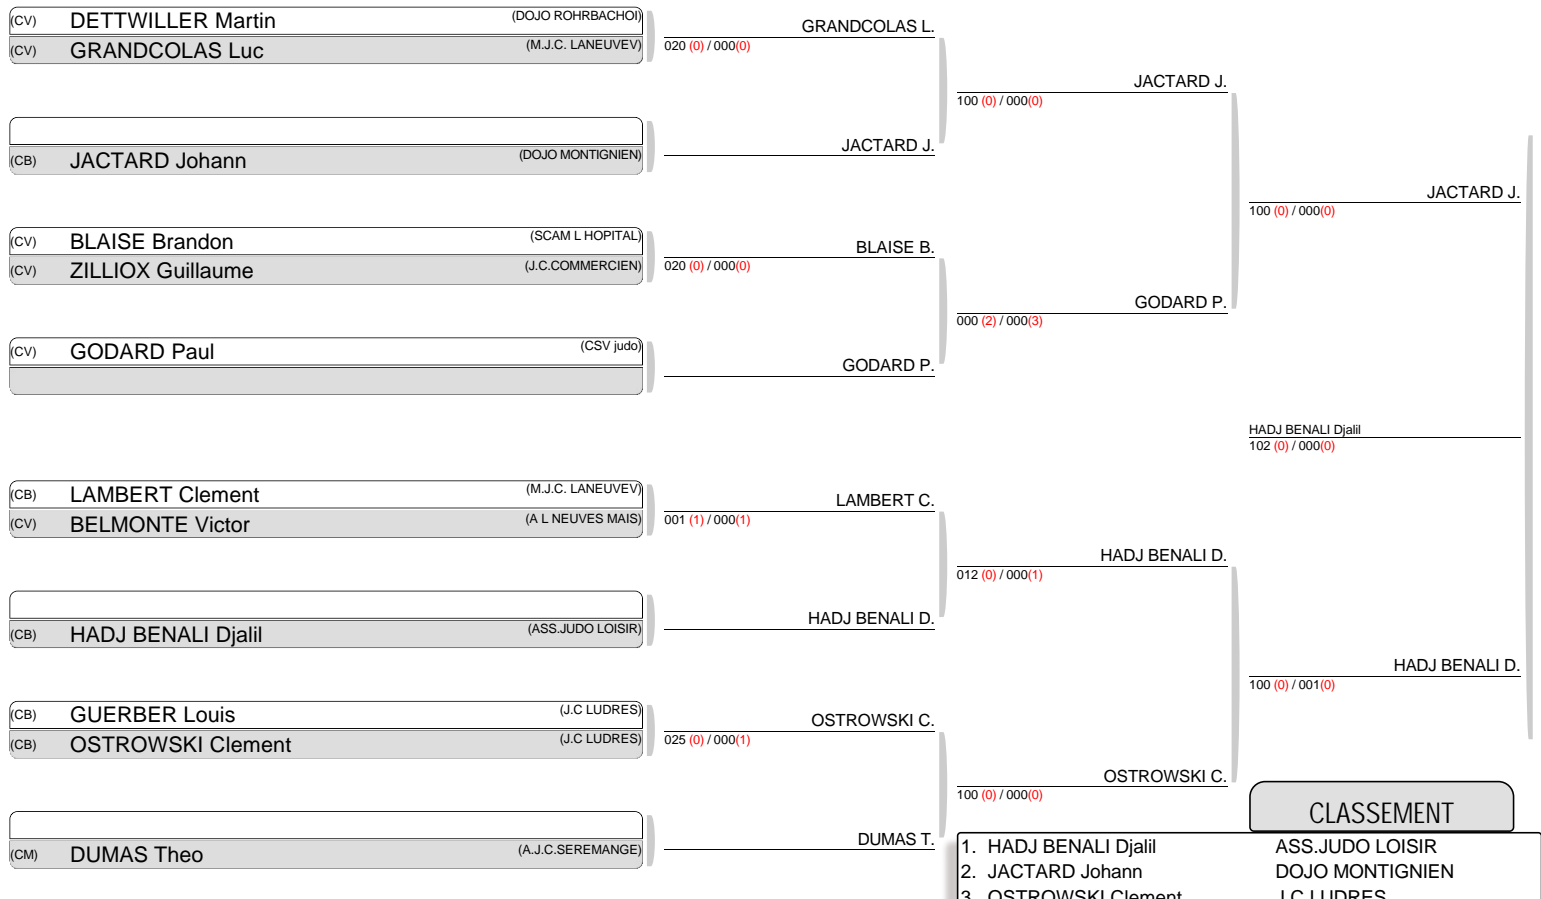 (CV) DETTWILLER Martin (DOJO ROHRBACHOI)
(CV) GRANDCOLAS Luc (M.J.C. LANEUVEV)
GRANDCOLAS L.
020 (0) / 000(0)
JACTARD J.
100 (0) / 000(0)
(CB) JACTARD Johann (DOJO MONTIGNIEN)
JACTARD J.
JACTARD J.
100 (0) / 000(0)
(CV) BLAISE Brandon (SCAM L HOPITAL)
(CV) ZILLIOX Guillaume (J.C.COMMERCIEN)
BLAISE B.
020 (0) / 000(0)
GODARD P.
000 (2) / 000(3)
(CV) GODARD Paul (CSV judo)
GODARD P.
HADJ BENALI Djalil
102 (0) / 000(0)
(CB) LAMBERT Clement (M.J.C. LANEUVEV)
(CV) BELMONTE Victor (A L NEUVES MAIS)
LAMBERT C.
001 (1) / 000(1)
HADJ BENALI D.
012 (0) / 000(1)
(CB) HADJ BENALI Djalil (ASS.JUDO LOISIR)
HADJ BENALI D.
HADJ BENALI D.
100 (0) / 001(0)
(CB) GUERBER Louis (J.C LUDRES)
(CB) OSTROWSKI Clement (J.C LUDRES)
OSTROWSKI C.
025 (0) / 000(1)
OSTROWSKI C.
100 (0) / 000(0)
(CM) DUMAS Theo (A.J.C.SEREMANGE)
DUMAS T.
CLASSEMENT
1. HADJ BENALI Djalil ASS.JUDO LOISIR
2. JACTARD Johann DOJO MONTIGNIEN
3. OSTROWSKI Clement J.C LUDRES